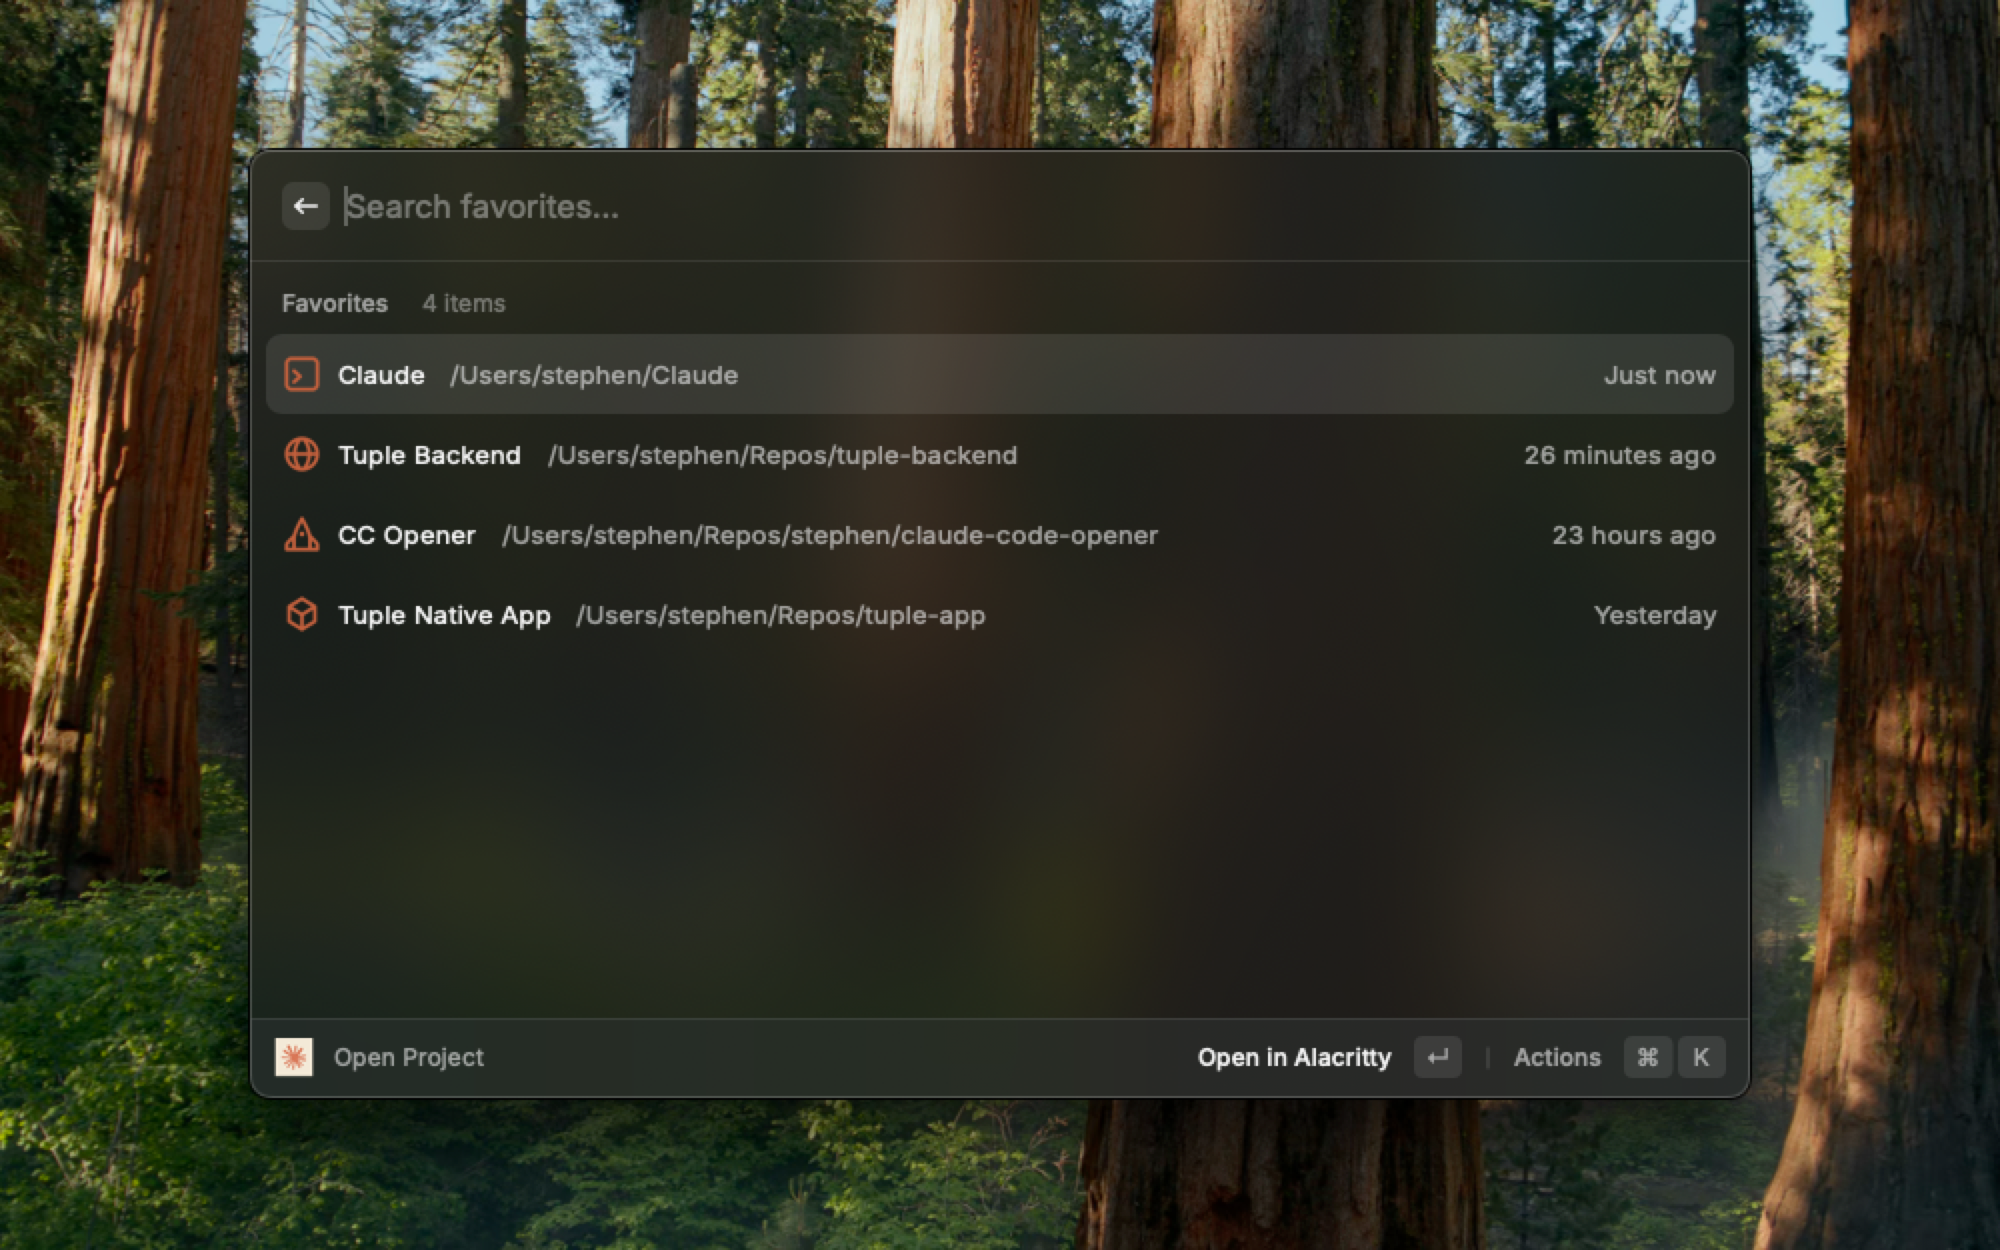 Search favorites...
Favorites 4 items
Claude /Users/stephen/Claude Just now
Tuple Backend /Users/stephen/Repos/tuple-backend 26 minutes ago
CC Opener /Users/stephen/Repos/stephen/claude-code-opener 23 hours ago
Tuple Native App /Users/stephen/Repos/tuple-app Yesterday
Open Project Open in Alacritty ↵ Actions ⌘ K